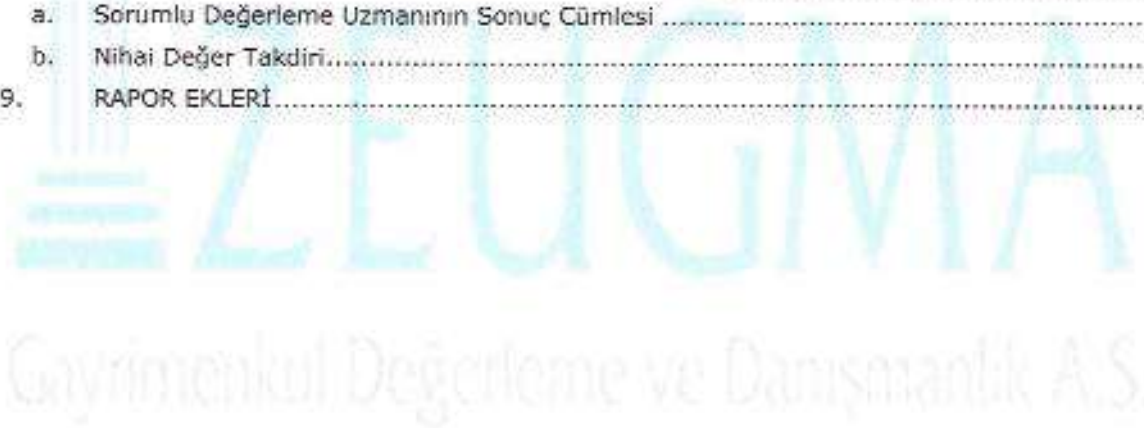 a. Sorumlu Değerleme Uzmanının Sonuç Cümlesi ........................................
b. Nihai Değer Takdiri........................................
9. RAPOR EKLERİ........................................
ZEUGMA
Gayrimenkul Değerleme ve Danışmanlık A.Ş.